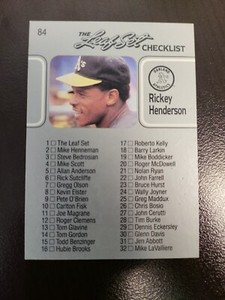 84
THE
Leaf Set
CHECKLIST
OAKLAND
ATHLETICS
Rickey
Henderson
1 The Leaf Set
2 Mike Henneman
3 Steve Bedrosian
4 Mike Scott
5 Allan Anderson
6 Rick Sutcliffe
7 Gregg Olson
8 Kevin Elster
9 Pete O'Brien
10 Carlton Fisk
11 Joe Magrane
12 Roger Clemens
13 Tom Glavine
14 Tom Gordon
15 Todd Benzinger
16 Hubie Brooks
17 Roberto Kelly
18 Barry Larkin
19 Mike Boddicker
20 Roger McDowell
21 Nolan Ryan
22 John Farrell
23 Bruce Hurst
24 Wally Joyner
25 Greg Maddux
26 Chris Bosio
27 John Cerutti
28 Tim Burke
29 Dennis Eckersley
30 Glenn Davis
31 Jim Abbott
32 Mike LaValliere